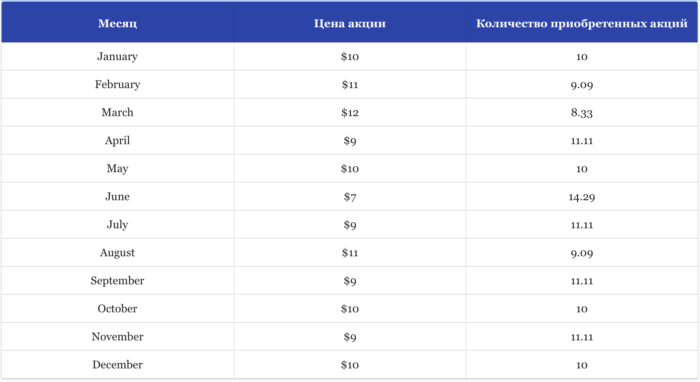 Месяц Цена акции Количество приобретенных акций
January $10 10
February $11 9.09
March $12 8.33
April $9 11.11
May $10 10
June $7 14.29
July $9 11.11
August $11 9.09
September $9 11.11
October $10 10
November $9 11.11
December $10 10